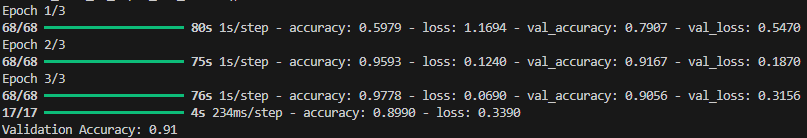 Epoch 1/3
68/68 ━━━━━━━━━━━━━━━━━━━━ 80s 1s/step - accuracy: 0.5979 - loss: 1.1694 - val_accuracy: 0.7907 - val_loss: 0.5470
Epoch 2/3
68/68 ━━━━━━━━━━━━━━━━━━━━ 75s 1s/step - accuracy: 0.9593 - loss: 0.1240 - val_accuracy: 0.9167 - val_loss: 0.1870
Epoch 3/3
68/68 ━━━━━━━━━━━━━━━━━━━━ 76s 1s/step - accuracy: 0.9778 - loss: 0.0690 - val_accuracy: 0.9056 - val_loss: 0.3156
17/17 ━━━━━━━━━━━━━━━━━━━━ 4s 234ms/step - accuracy: 0.8990 - loss: 0.3390
Validation Accuracy: 0.91